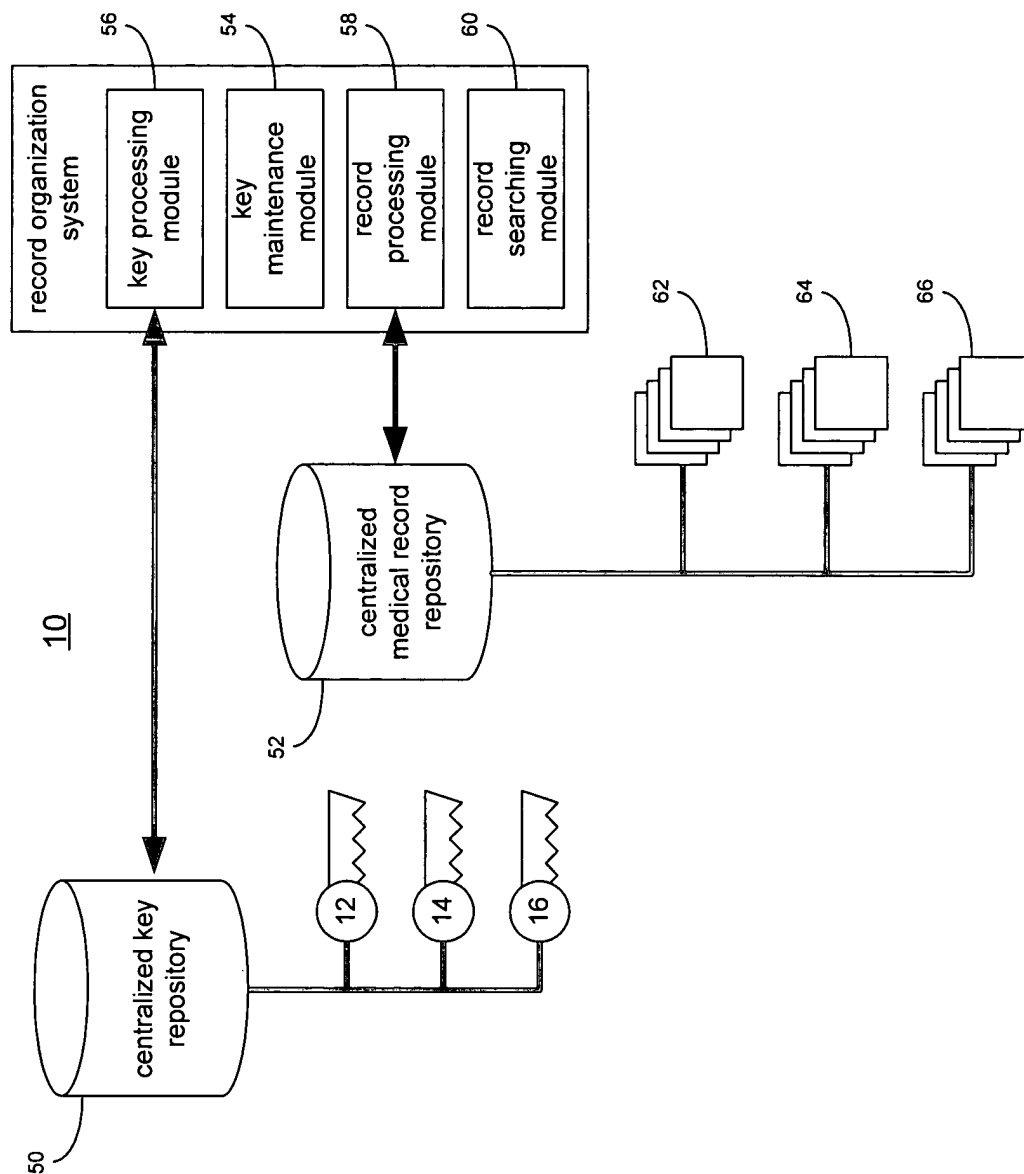 10
50
centralized key
repository
12
14
16
52
centralized
medical record
repository
62
64
66
record organization
system
key processing
module
56
key
maintenance
module
54
record
processing
module
58
record
searching
module
60